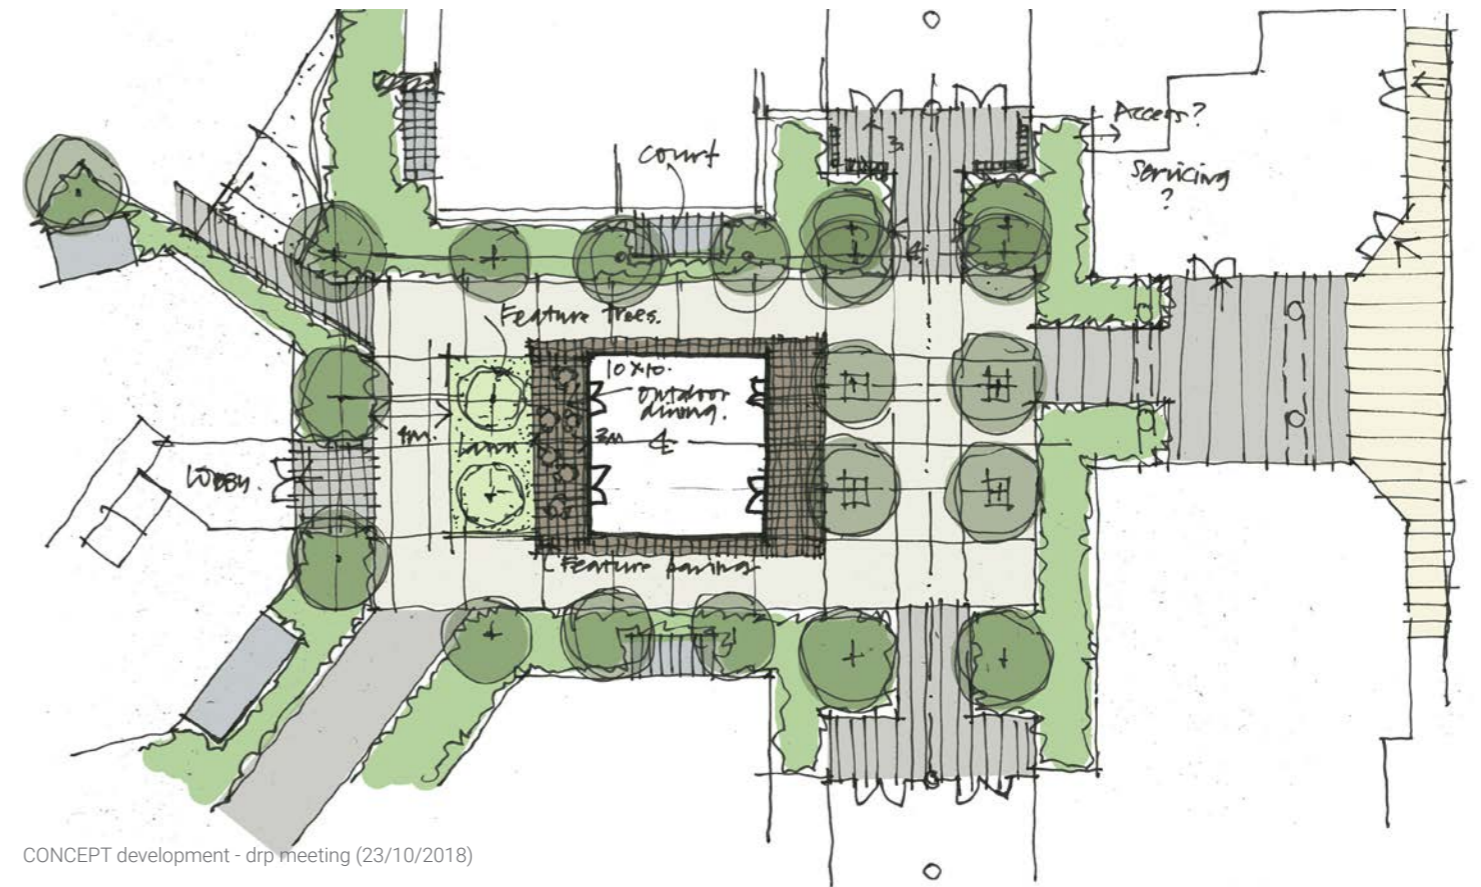 Access?
court
Servicing
?
Feature Trees.
10x10.
outdoor
dining.
4m.
Lawn
3m
Lobby.
Feature paving
CONCEPT development - drp meeting (23/10/2018)